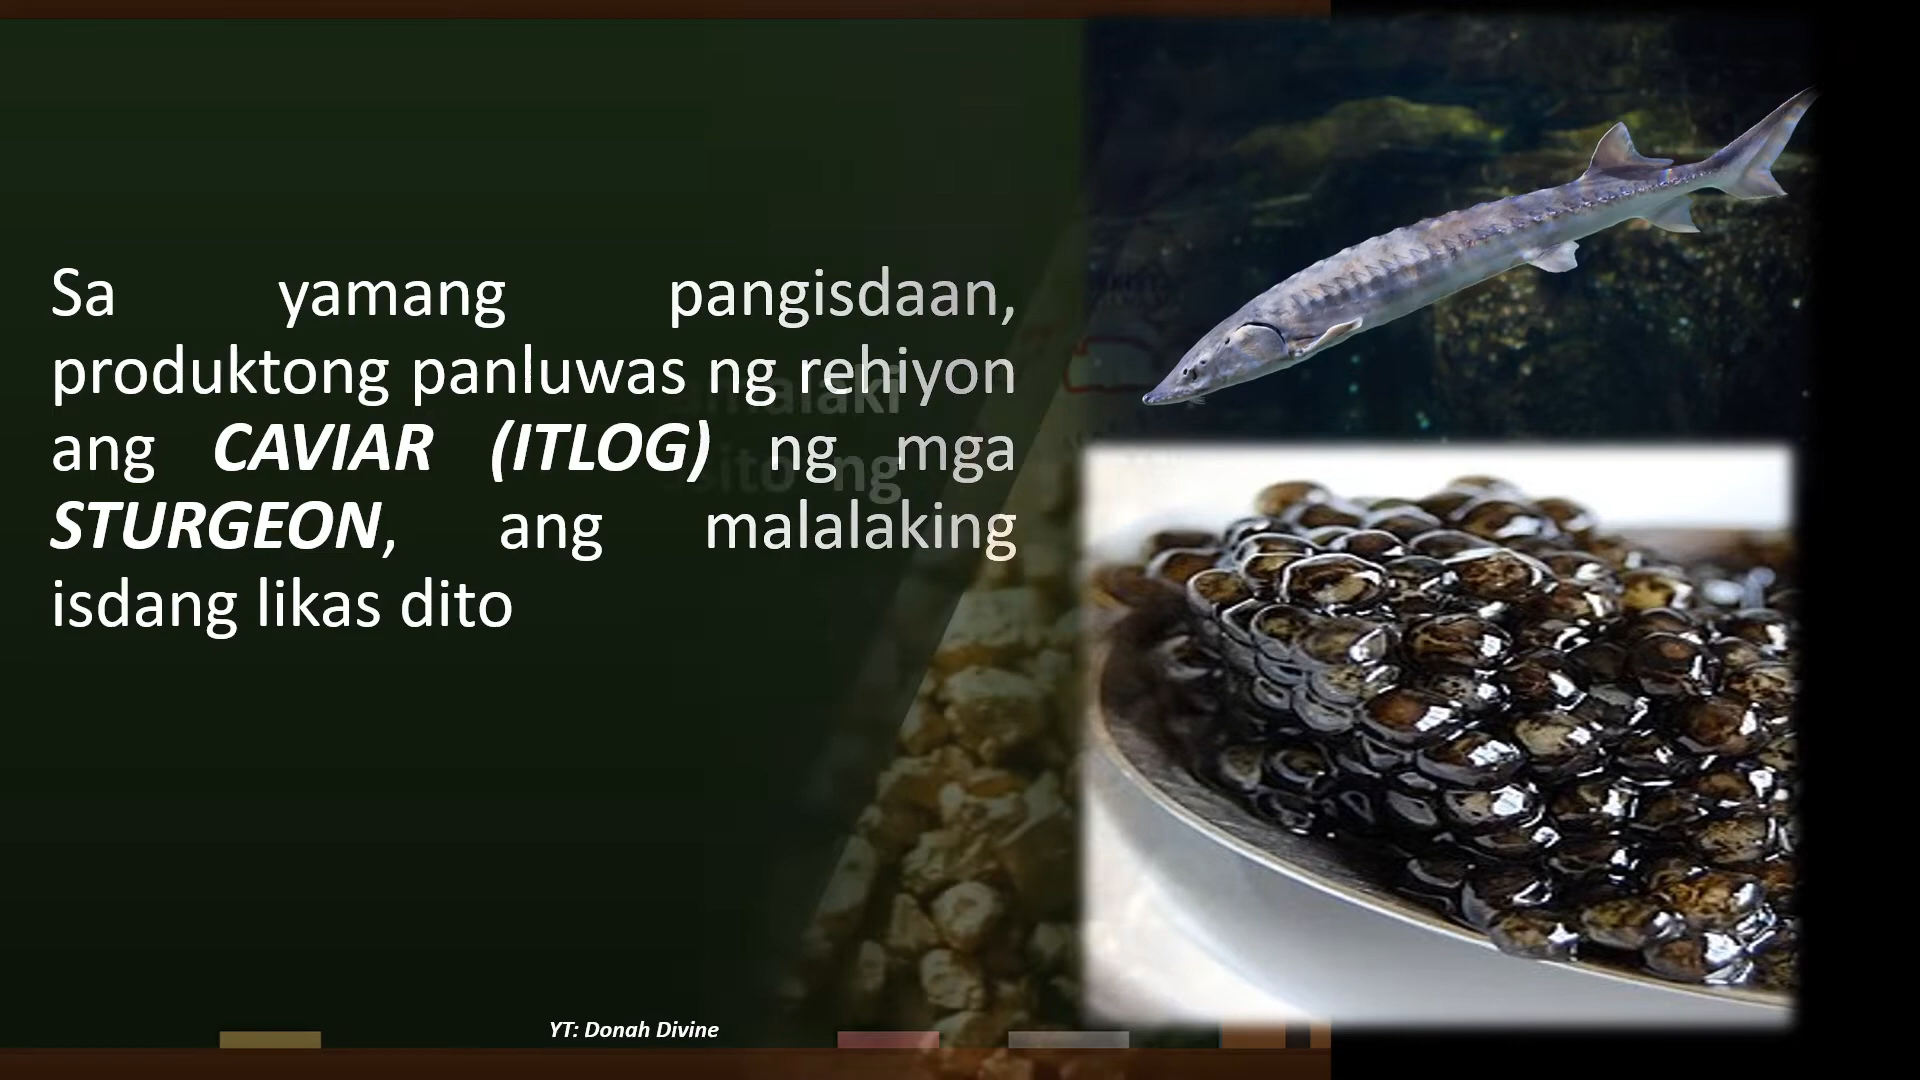 Sa yamang pangisdaan,
produktong panluwas ng rehiyon
ang CAVIAR (ITLOG) ng mga
STURGEON, ang malalaking
isdang likas dito
YT: Donah Divine